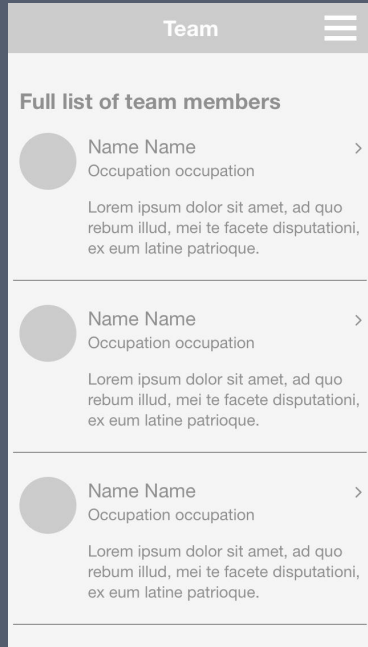 Team
Full list of team members
Name Name
Occupation occupation
Lorem ipsum dolor sit amet, ad quo
rebum illud, mei te facete disputationi,
ex eum latine patrioque.
Name Name
Occupation occupation
Lorem ipsum dolor sit amet, ad quo
rebum illud, mei te facete disputationi,
ex eum latine patrioque.
Name Name
Occupation occupation
Lorem ipsum dolor sit amet, ad quo
rebum illud, mei te facete disputationi,
ex eum latine patrioque.